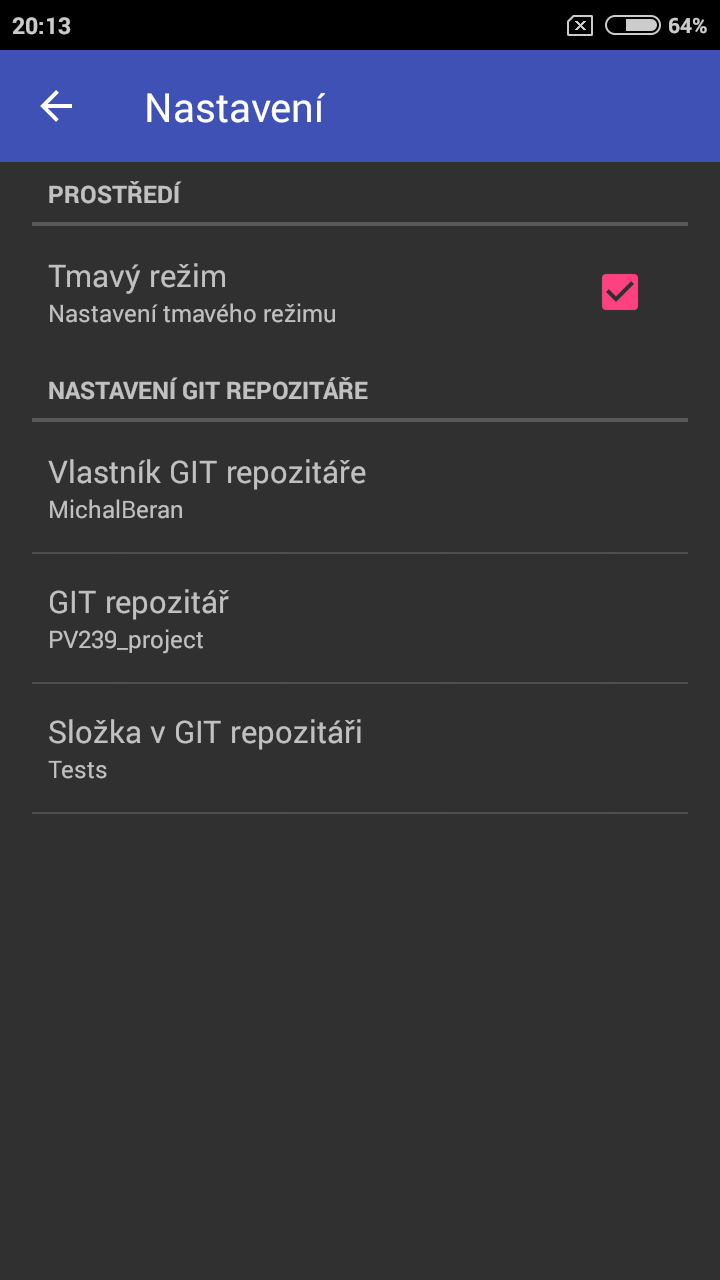 20:13
64%
Nastavení
PROSTŘEDÍ
Tmavý režim
Nastavení tmavého režimu
NASTAVENÍ GIT REPOZITÁŘE
Vlastník GIT repozitáře
MichalBeran
GIT repozitář
PV239_project
Složka v GIT repozitáři
Tests